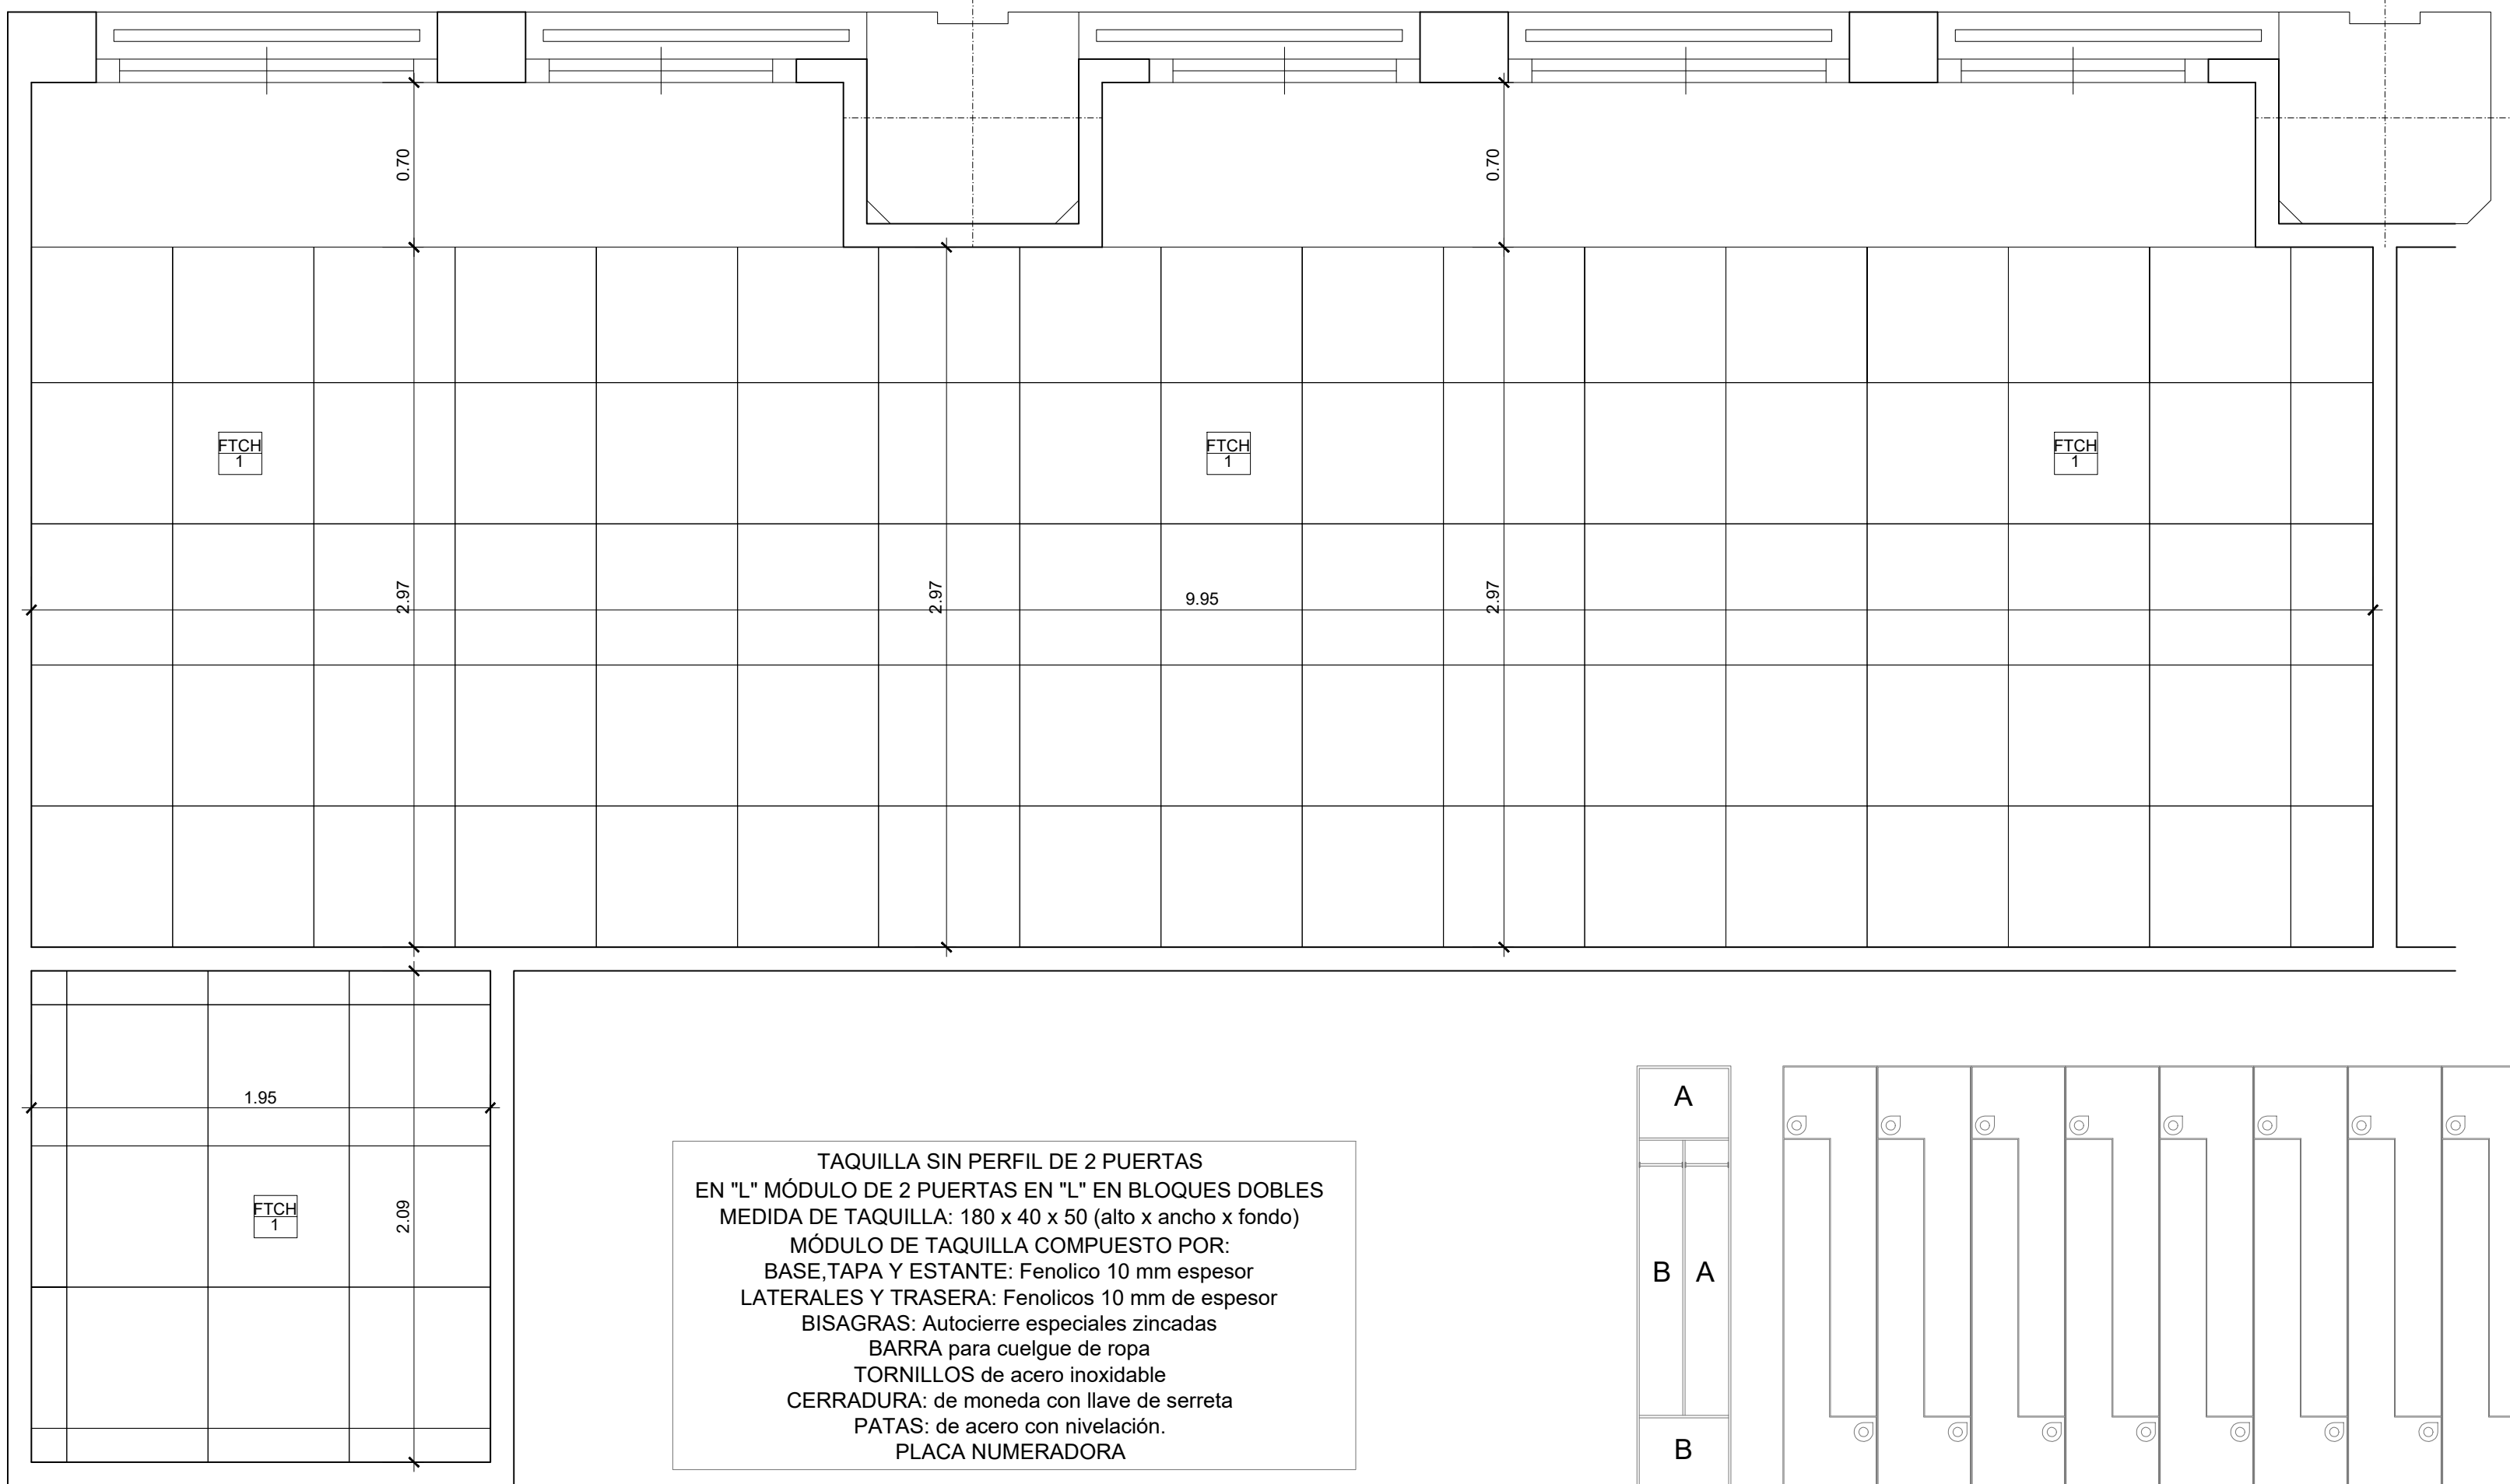 0.70
0.70
FTCH
1
FTCH
1
FTCH
1
2.97
2.97
9.95
2.97
1.95
FTCH
1
2.09
TAQUILLA SIN PERFIL DE 2 PUERTAS
EN "L" MÓDULO DE 2 PUERTAS EN "L" EN BLOQUES DOBLES
MEDIDA DE TAQUILLA: 180 x 40 x 50 (alto x ancho x fondo)
MÓDULO DE TAQUILLA COMPUESTO POR:
BASE,TAPA Y ESTANTE: Fenolico 10 mm espesor
LATERALES Y TRASERA: Fenolicos 10 mm de espesor
BISAGRAS: Autocierre especiales zincadas
BARRA para cuelgue de ropa
TORNILLOS de acero inoxidable
CERRADURA: de moneda con llave de serreta
PATAS: de acero con nivelación.
PLACA NUMERADORA
A
B A
B